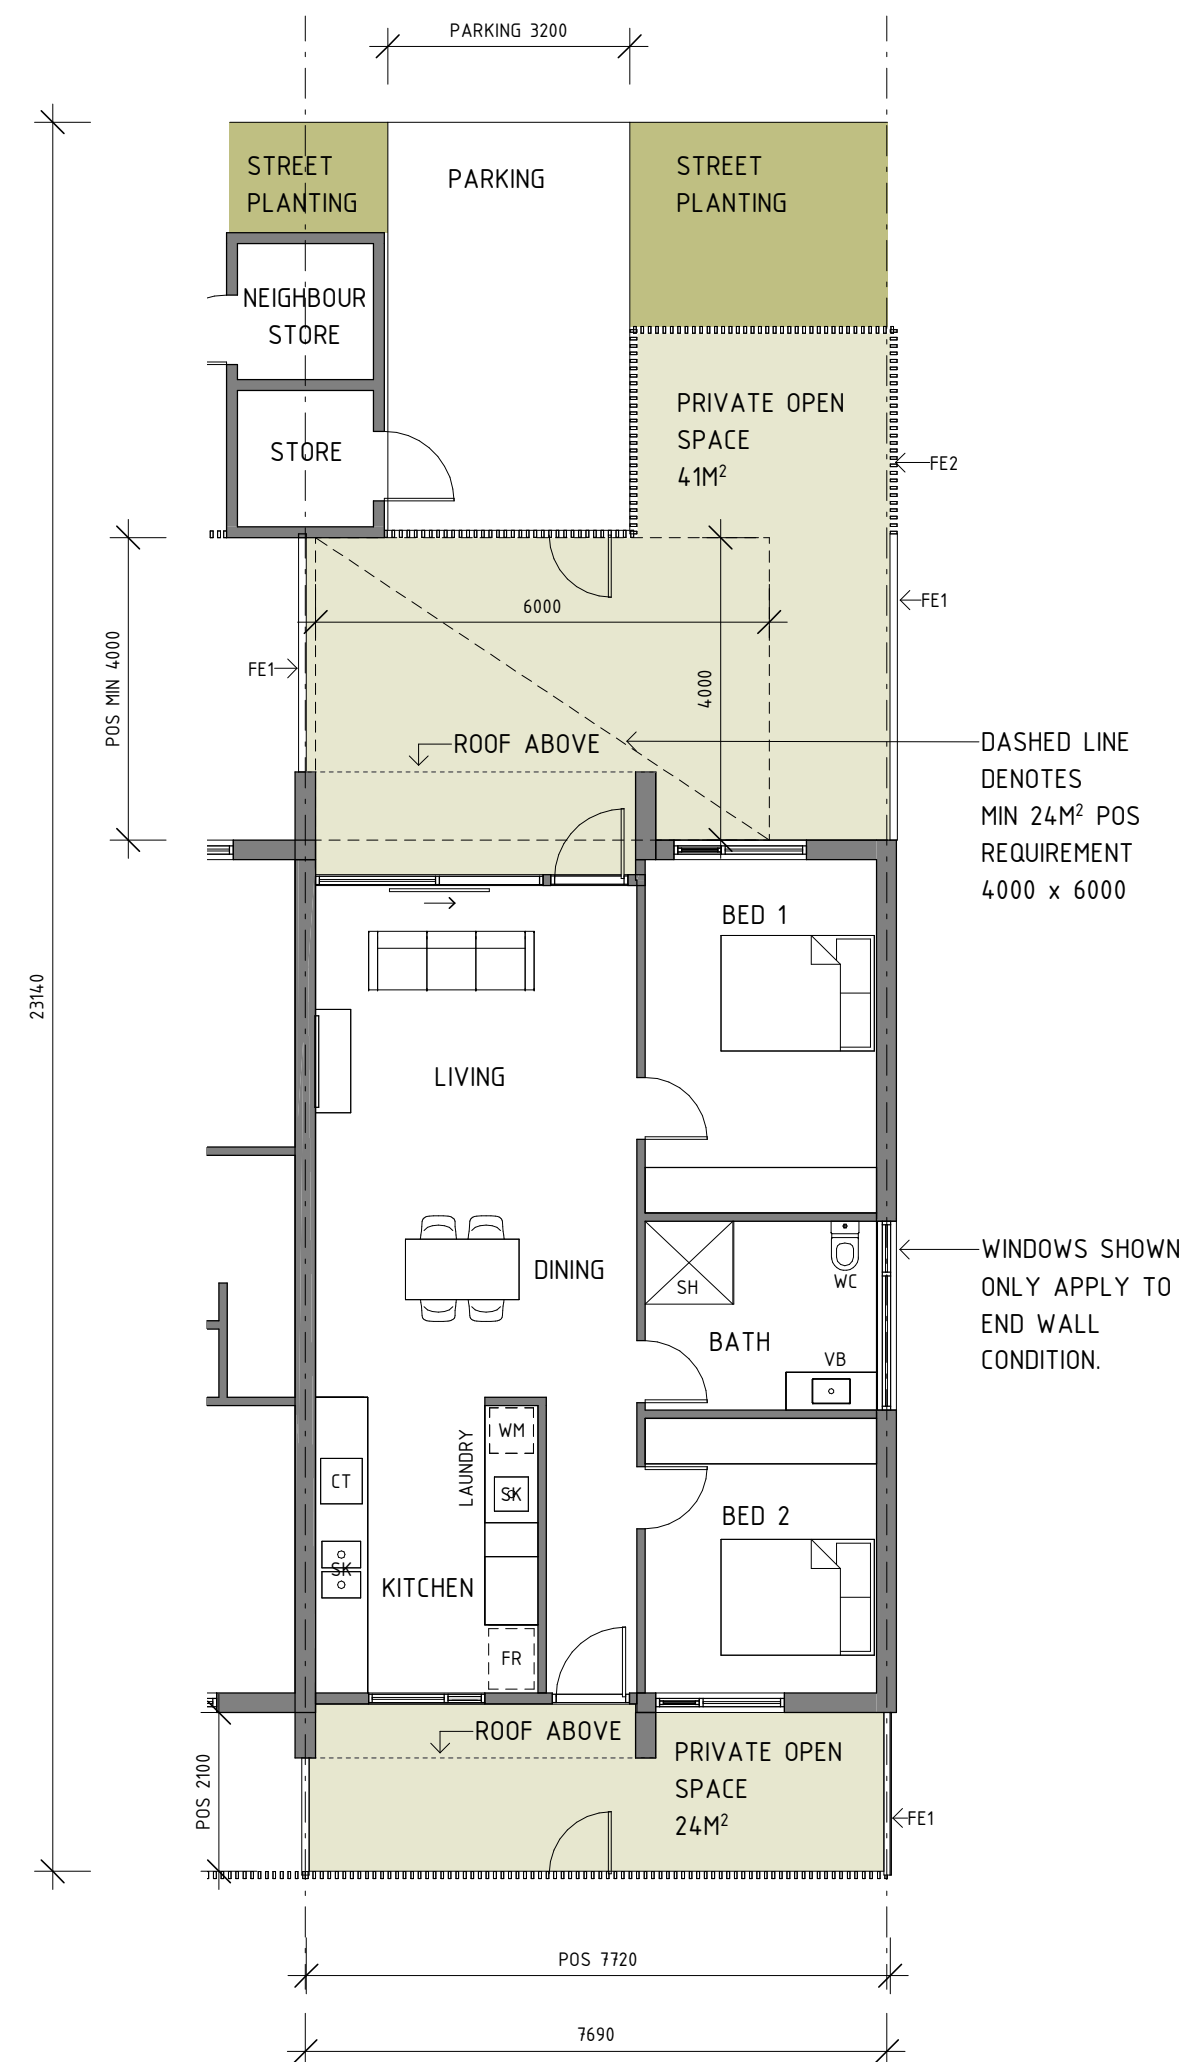 PARKING 3200
STREET
PLANTING
PARKING
STREET
PLANTING
NEIGHBOUR
STORE
STORE
PRIVATE OPEN
SPACE
41M²
FE2
FE1
6000
POS MIN 4000
4000
FE1
ROOF ABOVE
DASHED LINE
DENOTES
MIN 24M² POS
REQUIREMENT
4000 x 6000
BED 1
23140
LIVING
DINING
SH
WC
BATH
VB
WINDOWS SHOWN
ONLY APPLY TO
END WALL
CONDITION.
LAUNDRY
WM
CT
SK
SK
BED 2
KITCHEN
FR
ROOF ABOVE
PRIVATE OPEN
SPACE
24M²
POS 2100
FE1
POS 7720
7690